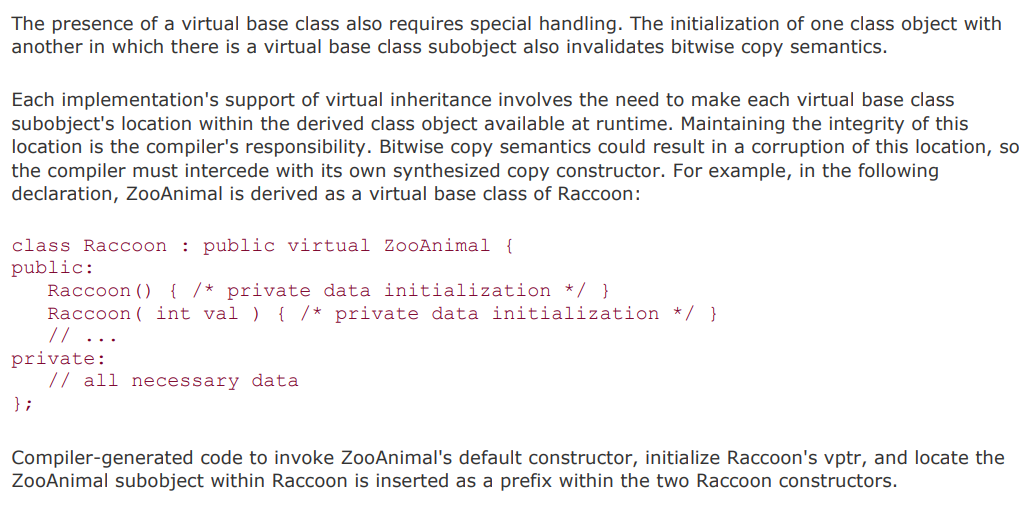 The presence of a virtual base class also requires special handling. The initialization of one class object with
another in which there is a virtual base class subobject also invalidates bitwise copy semantics.
Each implementation's support of virtual inheritance involves the need to make each virtual base class
subobject's location within the derived class object available at runtime. Maintaining the integrity of this
location is the compiler's responsibility. Bitwise copy semantics could result in a corruption of this location, so
the compiler must intercede with its own synthesized copy constructor. For example, in the following
declaration, ZooAnimal is derived as a virtual base class of Raccoon:
class Raccoon : public virtual ZooAnimal {
public:
   Raccoon() { /* private data initialization */ }
   Raccoon( int val ) { /* private data initialization */ }
   // ...
private:
   // all necessary data
};
Compiler-generated code to invoke ZooAnimal's default constructor, initialize Raccoon's vptr, and locate the
ZooAnimal subobject within Raccoon is inserted as a prefix within the two Raccoon constructors.